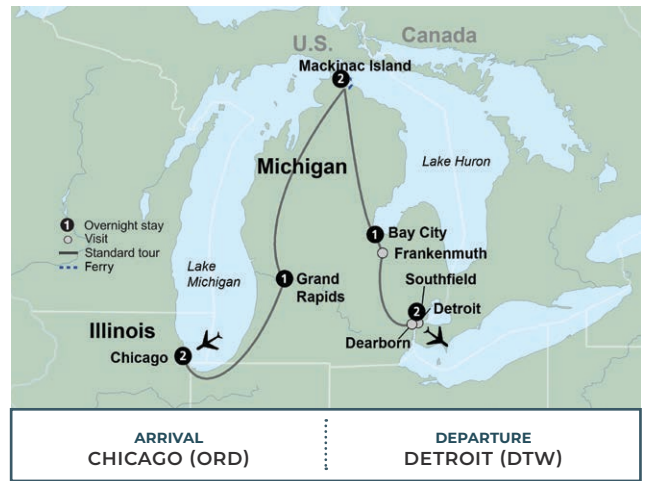 U.S.
Canada
Mackinac Island
2
Michigan
Lake Huron
1 Overnight stay
Visit
Standard tour
Ferry
1 Bay City
Frankenmuth
Lake
Michigan
1 Grand
Rapids
Southfield
2 Detroit
Dearborn
Illinois
Chicago 2
ARRIVAL
CHICAGO (ORD)
DEPARTURE
DETROIT (DTW)